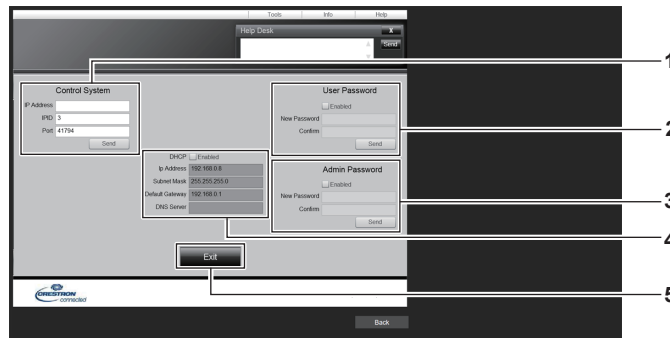 Tools Info Help
Help Desk X
Send
Control System
IP Address
IPID 3
Port 41794
Send
User Password
Enabled
New Password
Confirm
Send
DHCP Enabled
Ip Address 192.168.0.8
Subnet Mask 255.255.255.0
Default Gateway 192.168.0.1
DNS Server
Admin Password
Enabled
New Password
Confirm
Send
Exit
CRESTRON
connected
Back
1
2
3
4
5